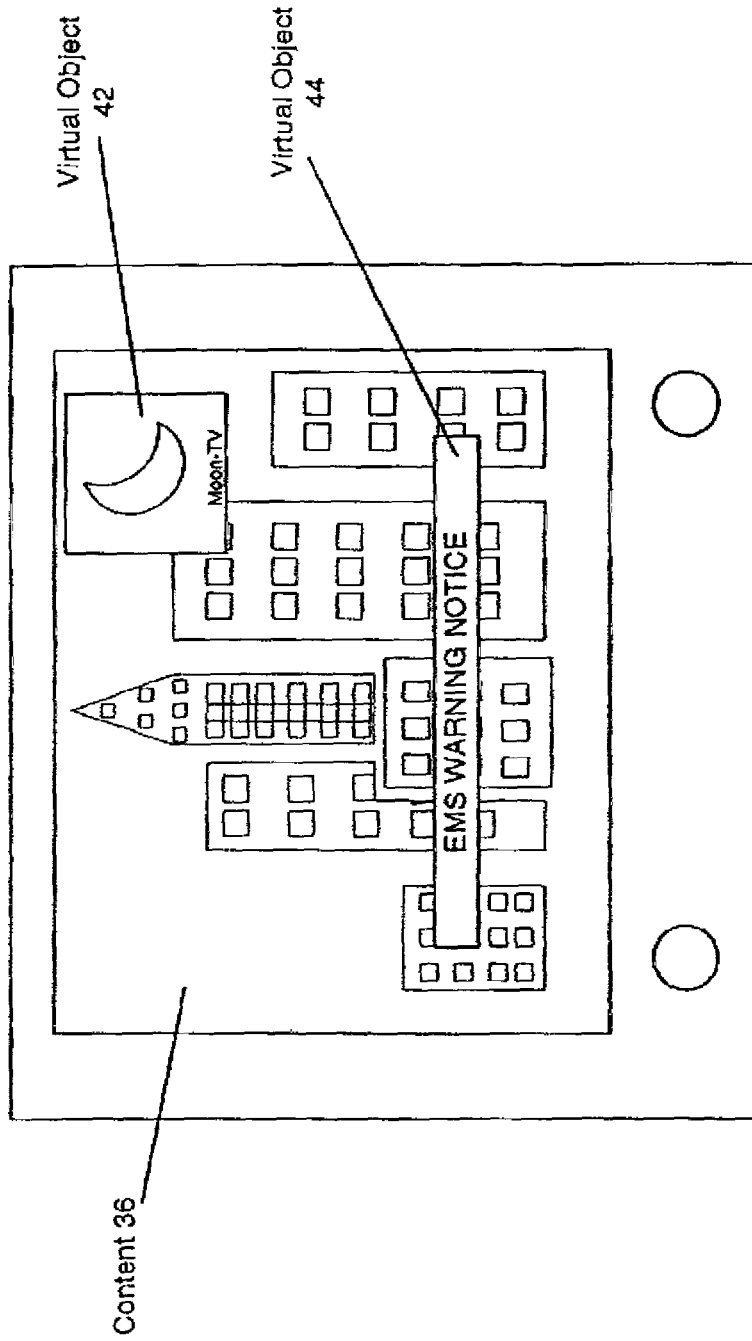 Virtual Object
42
Virtual Object
44
Content 36
Moon-TV
EMS WARNING NOTICE